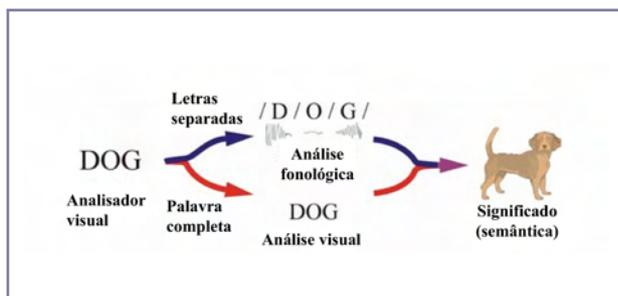 Letras
separadas
/ D / O / G /
Análise
fonológica
DOG
Analisador
visual
Palavra
completa
DOG
Análise visual
Significado
(semântica)